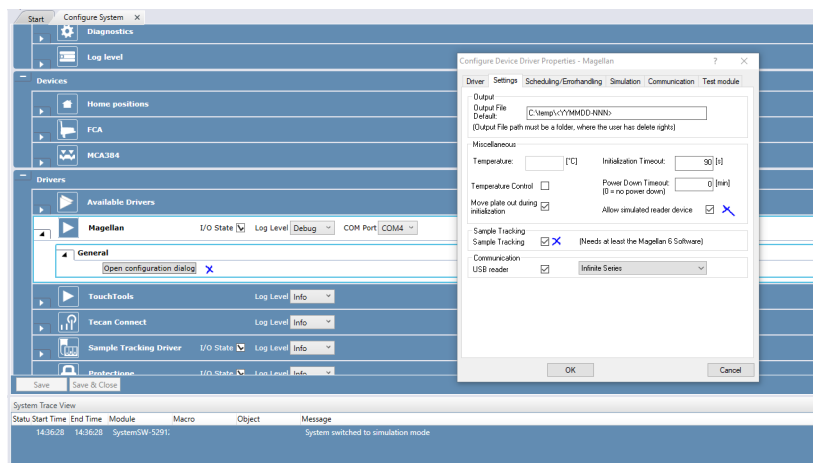 Start Configure System X
Diagnostics
Log level
Devices
Home positions
FCA
MCA384
Drivers
Available Drivers
Magellan I/O State Log Level Debug COM Port COM4
General
Open configuration dialog
TouchTools Log Level Info
Tecan Connect Log Level Info
Sample Tracking Driver I/O State Log Level Info
I/O State Log Level Info
Save Save & Close
System Trace View
Statu Start Time End Time Module Macro Object Message
14:36:28 14:36:28 System switched to simulation mode
Configure Device Driver Properties - Magellan ? X
Driver Settings Scheduling/Errorhandling Simulation Communication Test module
Output
Output File
Default: C:\temp\<YYMMDD-NNN>
(Output File path must be a folder, where the user has delete rights)
Miscellaneous
Temperature: [°C] Initialization Timeout: 90 [s]
Temperature Control Power Down Timeout: 0 [min]
(0 = no power down)
Move plate out during
initialization Allow simulated reader device
Sample Tracking
Sample Tracking (Needs at least the Magellan 6 Software)
Communication
USB reader Infinite Series
OK Cancel